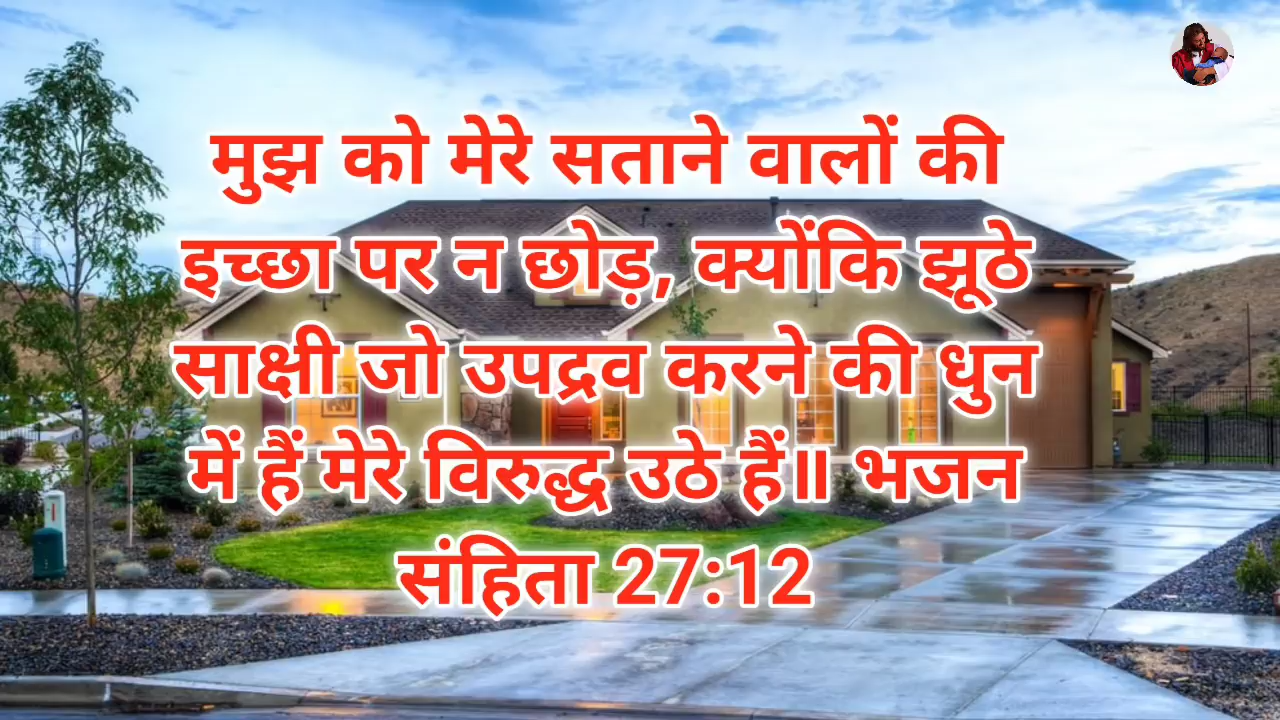 मुझ को मेरे सताने वालों की
इच्छा पर न छोड़, क्योंकि झूठे
साक्षी जो उपद्रव करने की धुन
में हैं मेरे विरुद्ध उठे हैं॥ भजन
संहिता 27:12